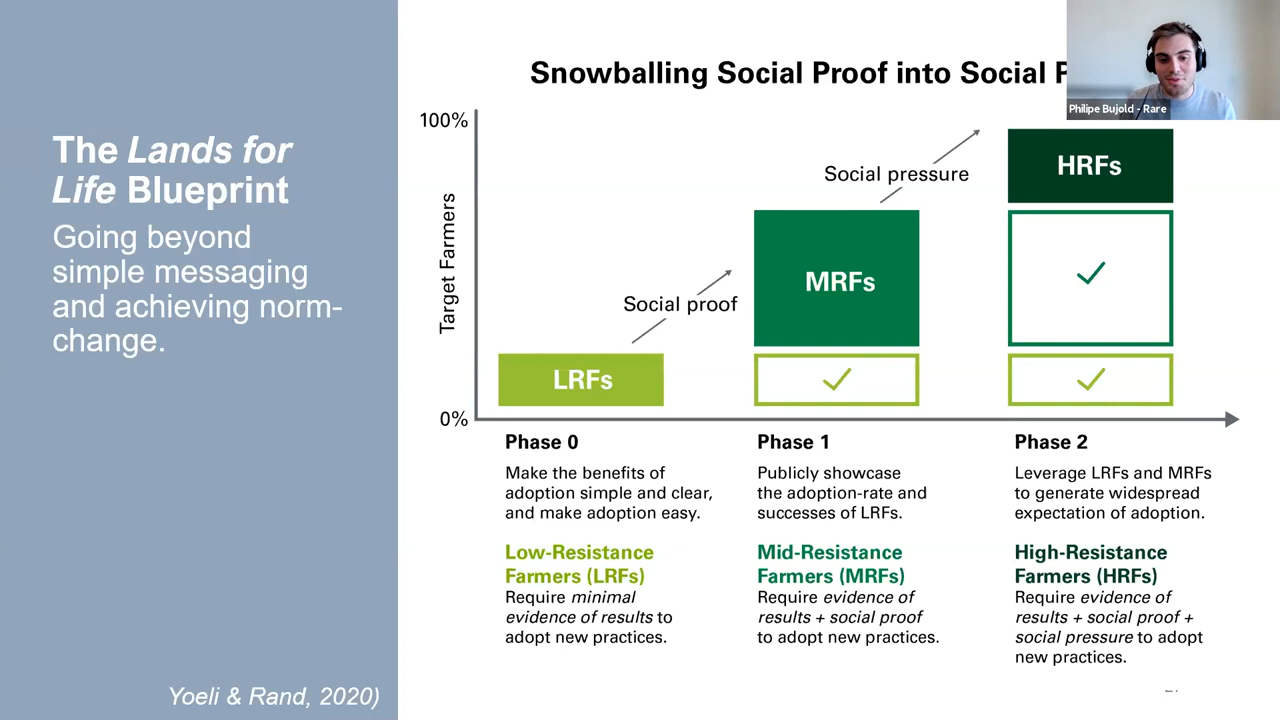 The Lands for
Life Blueprint
Going beyond
simple messaging
and achieving norm-
change.
Yoeli & Rand, 2020)
Snowballing Social Proof into Social
Philipe Bujold - Rare
100%
Target Farmers
0%
Social pressure
HRFs
MRFs
Social proof
LRFs
Phase 0
Make the benefits of
adoption simple and clear,
and make adoption easy.
Low-Resistance
Farmers (LRFs)
Require minimal
evidence of results to
adopt new practices.
Phase 1
Publicly showcase
the adoption-rate and
successes of LRFs.
Mid-Resistance
Farmers (MRFs)
Require evidence of
results + social proof
to adopt new practices.
Phase 2
Leverage LRFs and MRFs
to generate widespread
expectation of adoption.
High-Resistance
Farmers (HRFs)
Require evidence of
results + social proof +
social pressure to adopt
new practices.